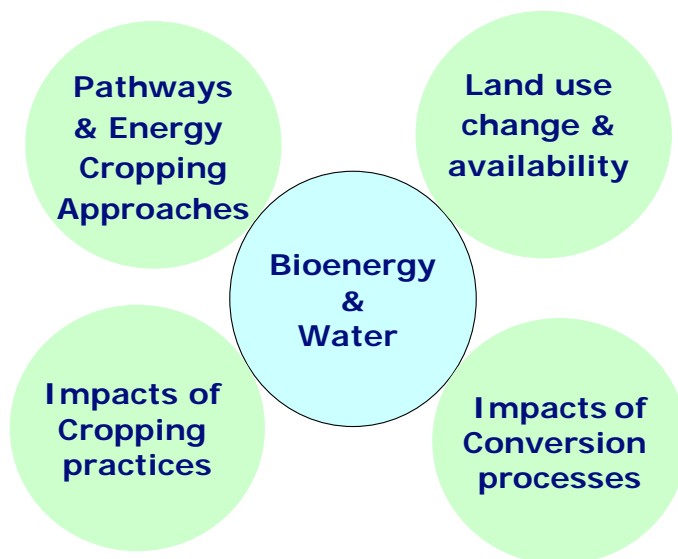 Pathways
& Energy
Cropping
Approaches
Land use
change &
availability
Bioenergy
&
Water
Impacts of
Cropping
practices
Impacts of
Conversion
processes